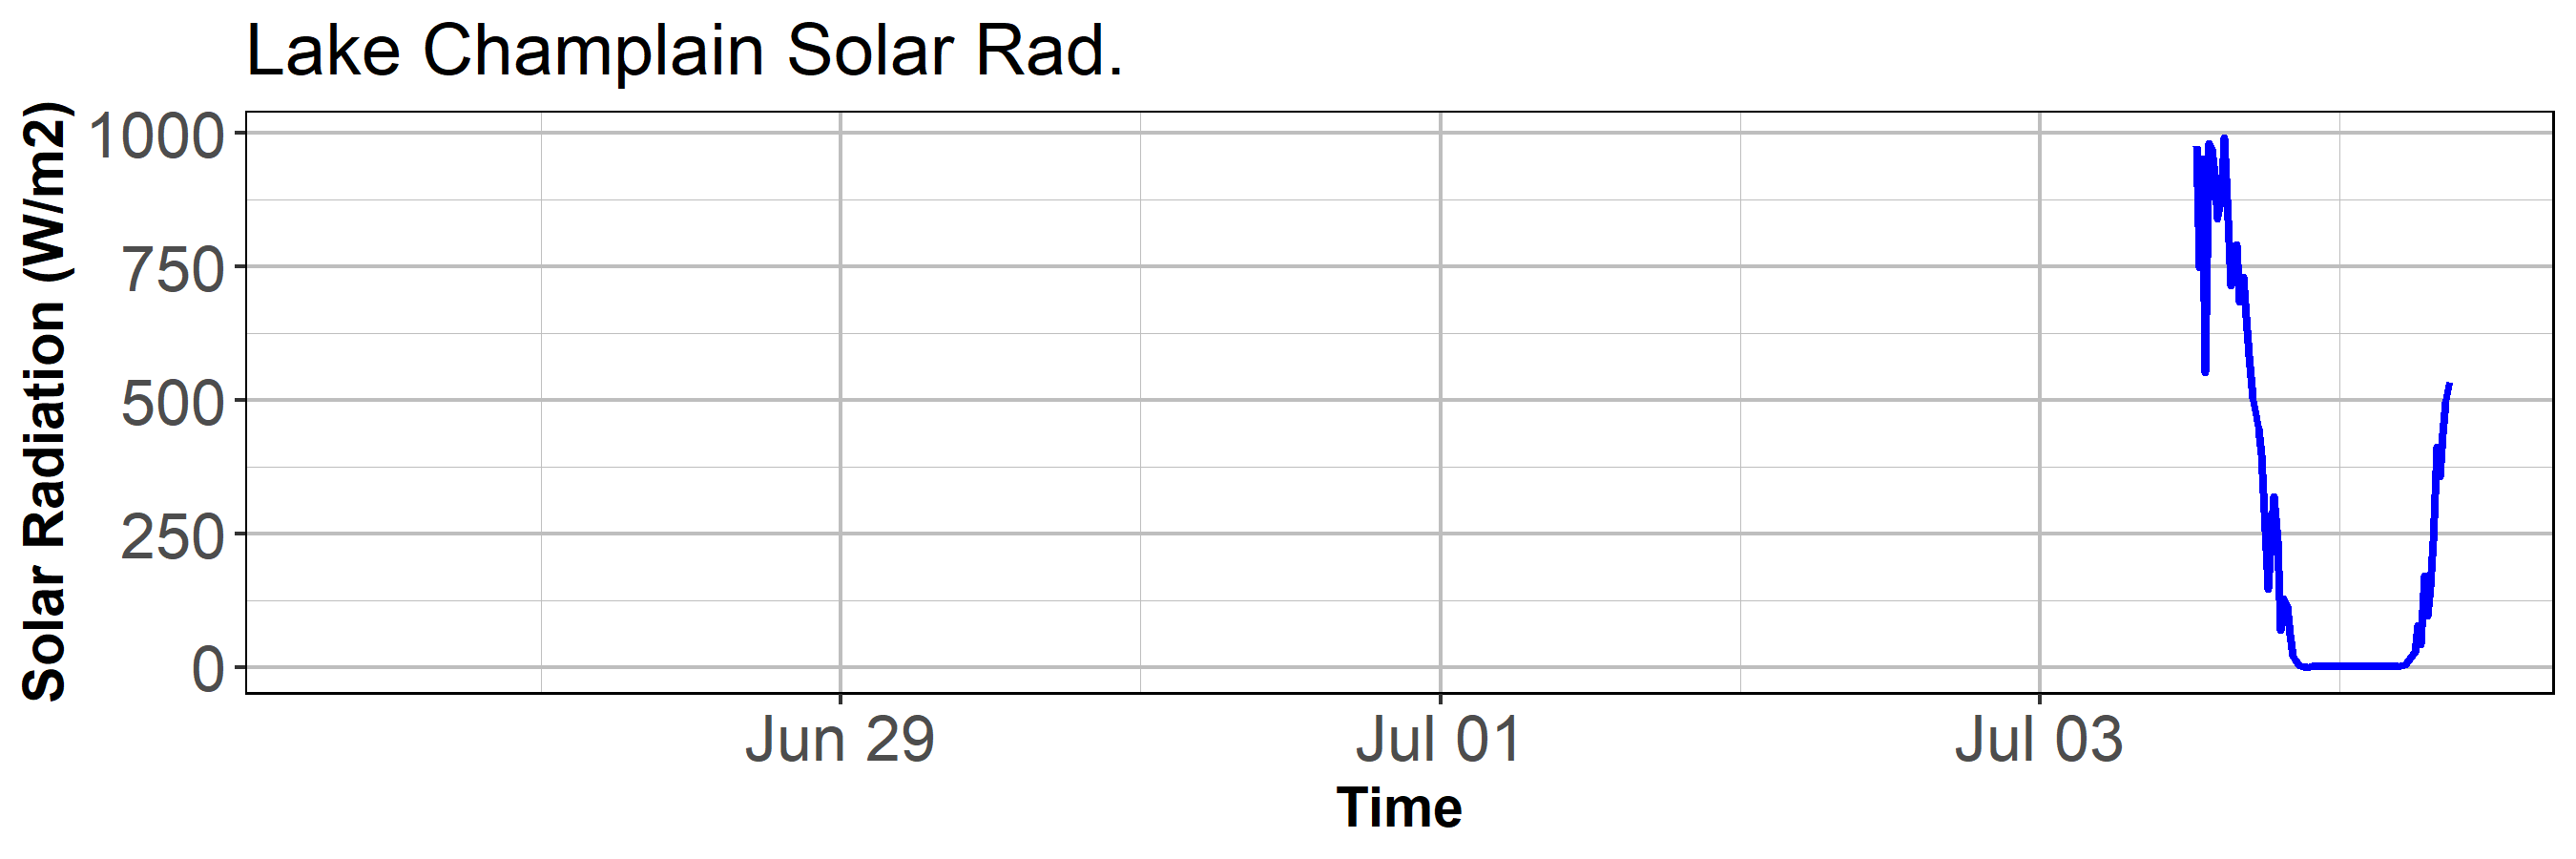 Lake Champlain Solar Rad.
Solar Radiation (W/m2)
1000
750
500
250
0
Jun 29
Jul 01
Jul 03
Time